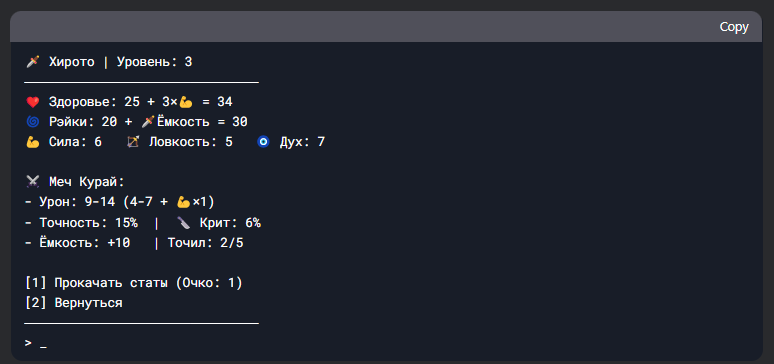 Copy
🗡️ Хирото | Уровень: 3
───────────────────────────────
❤️ Здоровье: 25 + 3×💪 = 34
🌀 Рэйки: 20 + 🗡️Ёмкость = 30
💪 Сила: 6 🏹 Ловкость: 5 🧿 Дух: 7
⚔️ Меч Курай:
- Урон: 9-14 (4-7 + 💪×1)
- Точность: 15% | 🔪 Крит: 6%
- Ёмкость: +10 | Точил: 2/5
[1] Прокачать статы (Очко: 1)
[2] Вернуться
───────────────────────────────
> _